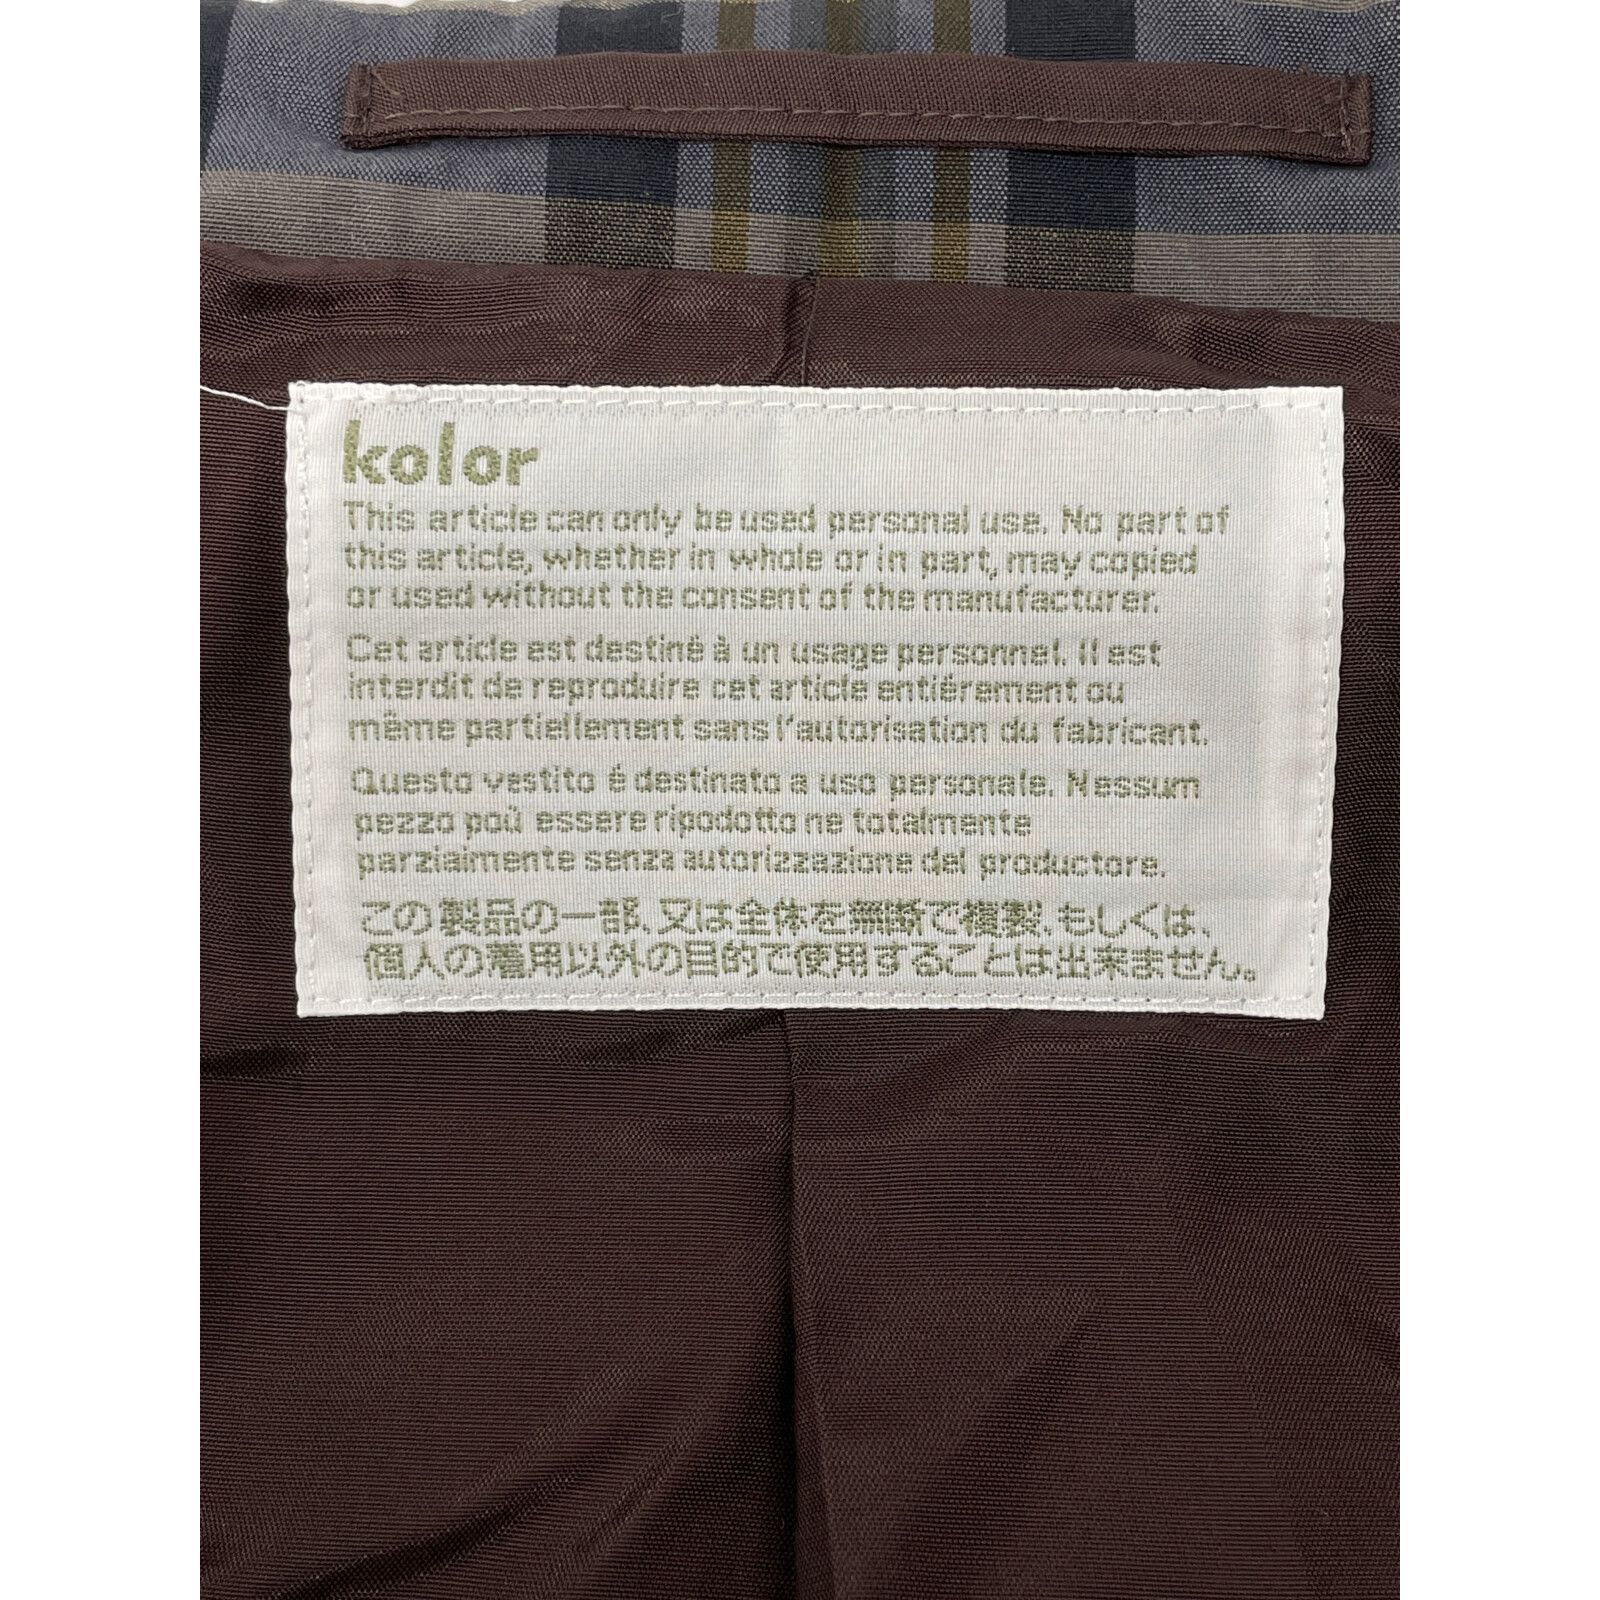 kolor
This article can only be used personal use. No part of
this article, whether in whole or in part, may copied
or used without the consent of the manufacturer.
Cet article est destiné à un usage personnel. Il est
interdit de reproduire cet article entiérement ou
même partiellement sans l'autorisation du fabricant.
Questo vestito é destinato a uso personate. Nessum
pezzo poù essere ripodotto ne totalmente
parzialmente senza autorizzazione del productore.
この製品の一部、又は全体を無断で複製、もしくは、
個人の着用以外の目的で使用することは出来ません。